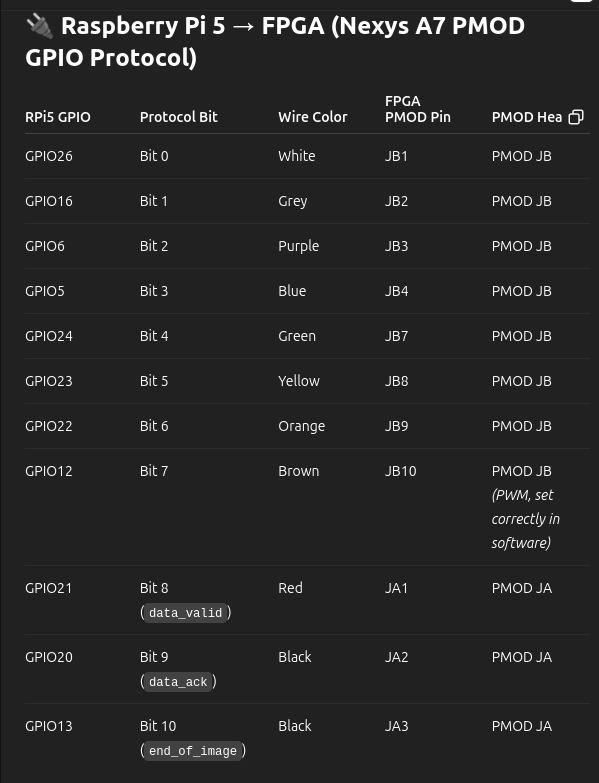 🔌 Raspberry Pi 5 → FPGA (Nexys A7 PMOD
GPIO Protocol)
RPi5 GPIO Protocol Bit Wire Color FPGA PMOD Pin PMOD Hea
GPIO26 Bit 0 White JB1 PMOD JB
GPIO16 Bit 1 Grey JB2 PMOD JB
GPIO6 Bit 2 Purple JB3 PMOD JB
GPIO5 Bit 3 Blue JB4 PMOD JB
GPIO24 Bit 4 Green JB7 PMOD JB
GPIO23 Bit 5 Yellow JB8 PMOD JB
GPIO22 Bit 6 Orange JB9 PMOD JB
GPIO12 Bit 7 Brown JB10 PMOD JB
(PWM, set
correctly in
software)
GPIO21 Bit 8 Red JA1 PMOD JA
(data_valid)
GPIO20 Bit 9 Black JA2 PMOD JA
(data_ack)
GPIO13 Bit 10 Black JA3 PMOD JA
(end_of_image)